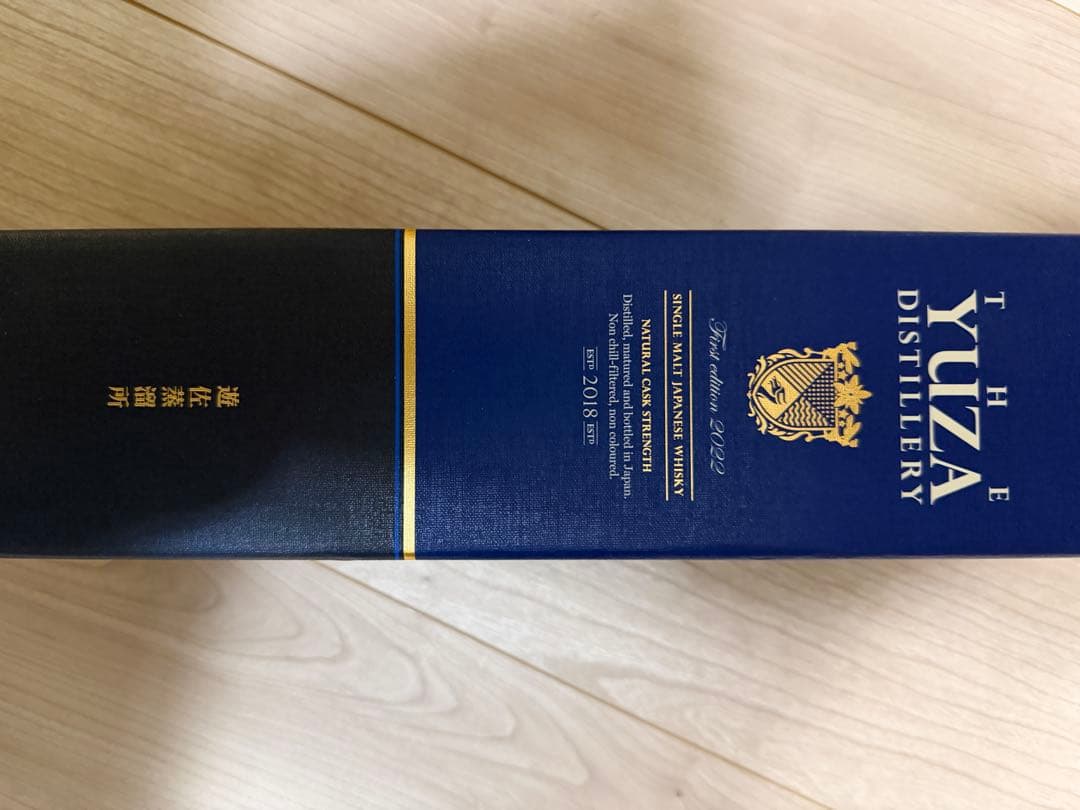 THE
YUZA
DISTILLERY
First edition 2022
SINGLE MALT JAPANESE WHISKY
NATURAL CASK STRENGTH
Distilled, matured and bottled in Japan.
Non chill-filtered, non coloured.
ESTD 2018 ESTD
遊佐蒸溜所